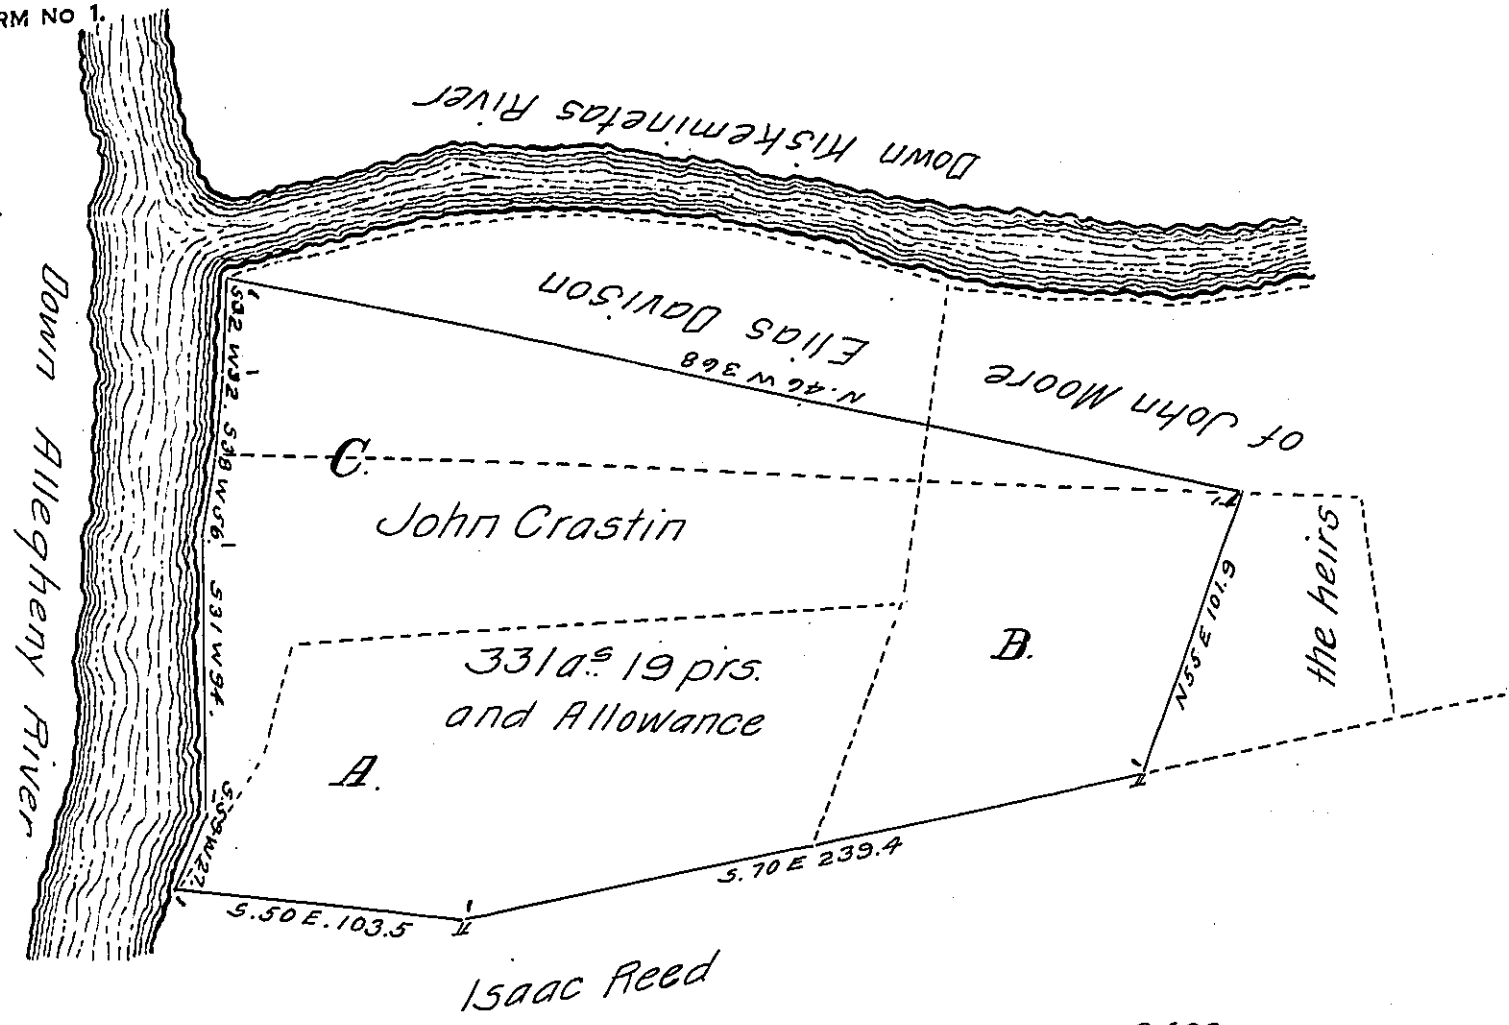 RM No 1.
Down Kiskeminetas River
Down Allegheny River
Elias Davison
N.46 W 368
of John Moore
the heirs
S32 W32.
S38 W56.
S31 W94.
S.59 W27.
C.
John Crastin
331 a.s 19 prs.
and Allowance
A.
B.
N55 E 101.9
S.70 E 239.4
S.50 E. 103.5
Isaac Reed